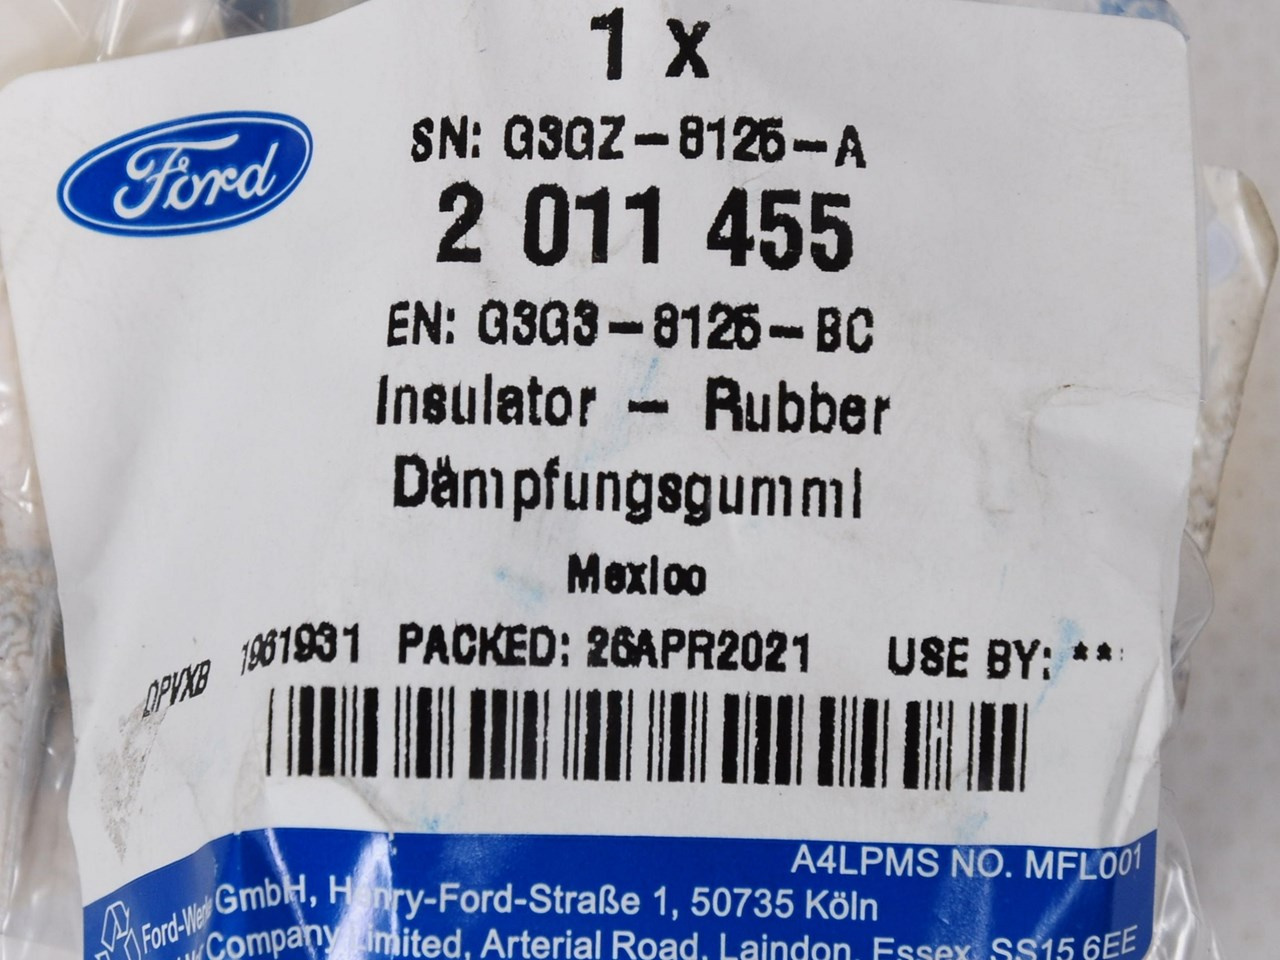 1 x
Ford
SN: G3GZ-8125-A
2 011 455
EN: G3G3-8125-BC
Insulator - Rubber
Dämpfungsgummi
Mexico
QPVXB 1961931 PACKED: 26APR2021 USE BY: **
A4LPMS NO. MFL001
GmbH, Henry-Ford-Straße 1, 50735 Köln
Company Limited, Arterial Road, Laindon, Essex, SS15 6EE